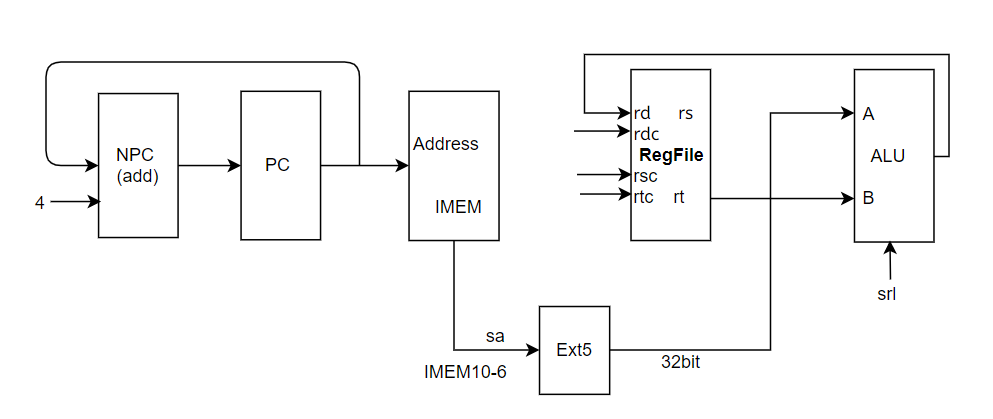 NPC
(add)
4
PC
Address
IMEM
sa
IMEM10-6
Ext5
32bit
rd rs
rdc
RegFile
rsc
rtc rt
A
ALU
B
srl